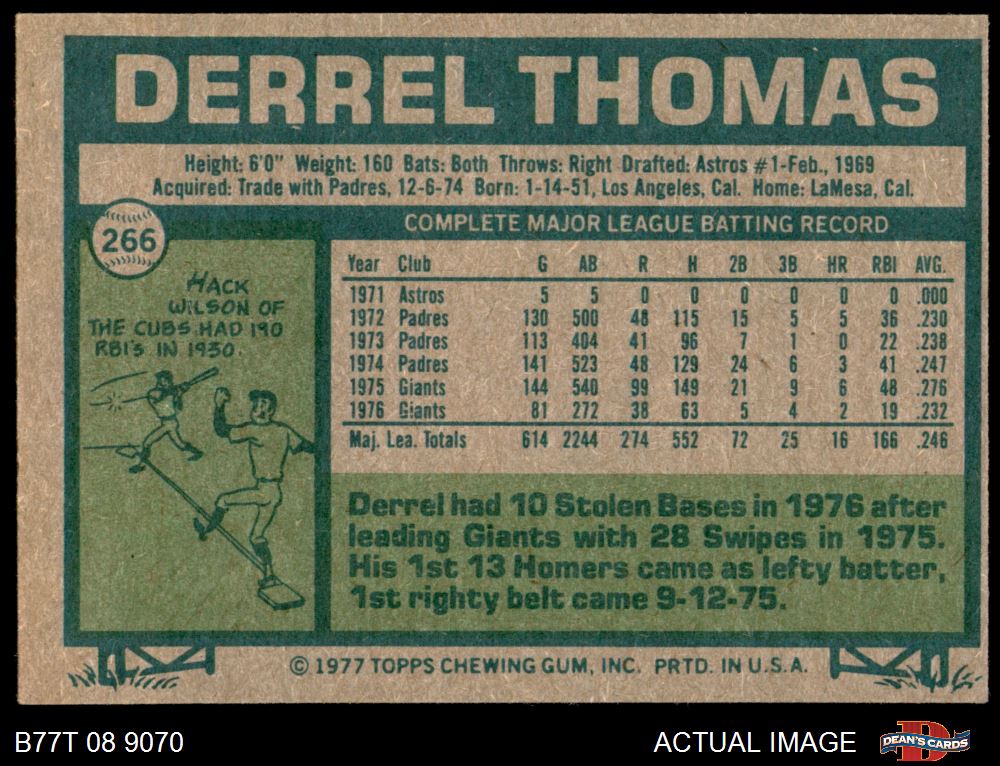 DERREL THOMAS
Height: 6'0" Weight: 160 Bats: Both Throws: Right Drafted: Astros #1-Feb., 1969
Acquired: Trade with Padres, 12-6-74 Born: 1-14-51, Los Angeles, Cal. Home: LaMesa, Cal.
266
HACK
WILSON OF
THE CUBS HAD 190
RBI'S IN 1930.
COMPLETE MAJOR LEAGUE BATTING RECORD
Year Club G AB R H 2B 3B HR RBI AVG.
1971 Astros 5 5 0 0 0 0 0 0 .000
1972 Padres 130 500 48 115 15 5 5 36 .230
1973 Padres 113 404 41 96 7 1 0 22 .238
1974 Padres 141 523 48 129 24 6 3 41 .247
1975 Giants 144 540 99 149 21 9 6 48 .276
1976 Giants 81 272 38 63 5 4 2 19 .232
Maj. Lea. Totals 614 2244 274 552 72 25 16 166 .246
Derrel had 10 Stolen Bases in 1976 after
leading Giants with 28 Swipes in 1975.
His 1st 13 Homers came as lefty batter,
1st righty belt came 9-12-75.
© 1977 TOPPS CHEWING GUM, INC. PRTD. IN U.S.A.
B77T 08 9070
ACTUAL IMAGE
D
DEAN'S CARDS